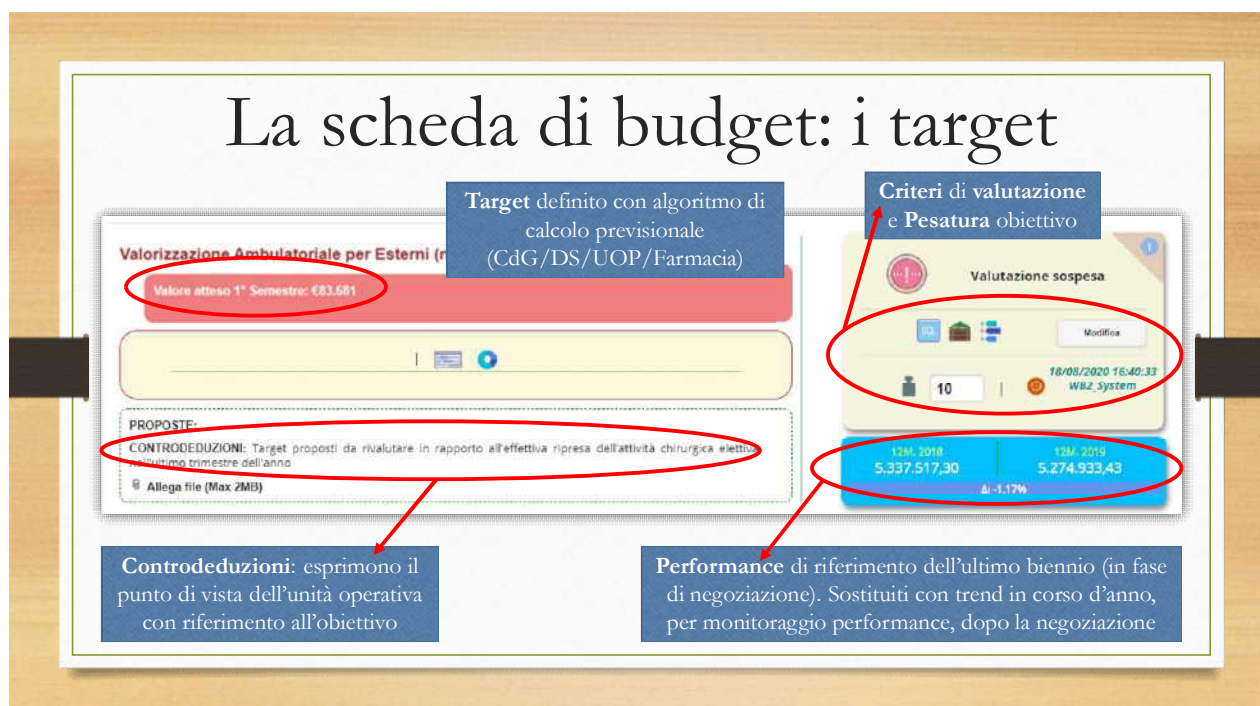 La scheda di budget: i target
Target definito con algoritmo di
calcolo previsionale
(CdG/DS/UOP/Farmacia)
Criteri di valutazione
e Pesatura obiettivo
Valorizzazione Ambulatoriale per Esterni (
Valore atteso 1° Semestre: €83.681
PROPOSTE:
CONTRODEDUZIONI: Target proposti da rivalutare in rapporto all'effettiva ripresa dell'attività chirurgica elettiva
nell'ultimo trimestre dell'anno
Allega file (Max 2MB)
Valutazione sospesa
Modifica
10 |
18/08/2020 16:40:33
WB2_System
12M. 2018 12M. 2019
5.337.517,30 5.274.933,43
-1.17%
Controdeduzioni: esprimono il
punto di vista dell'unità operativa
con riferimento all'obiettivo
Performance di riferimento dell'ultimo biennio (in fase
di negoziazione). Sostituiti con trend in corso d'anno,
per monitoraggio performance, dopo la negoziazione